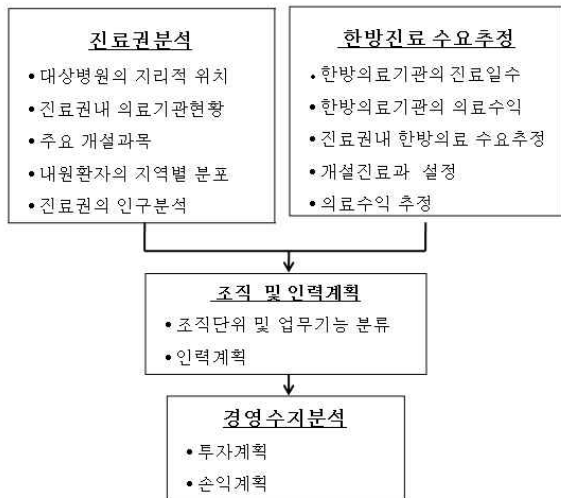 진료권분석
• 대상병원의 지리적 위치
• 진료권내 의료기관현황
• 주요 개설과목
• 내원환자의 지역별 분포
• 진료권의 인구분석
한방진료 수요추정
• 한방의료기관의 진료일수
• 한방의료기관의 의료수익
• 진료권내 한방의료 수요추정
• 개설진료과 설정
• 의료수익 추정
조직 및 인력계획
• 조직단위 및 업무기능 분류
• 인력계획
경영수지분석
• 투자계획
• 손익계획